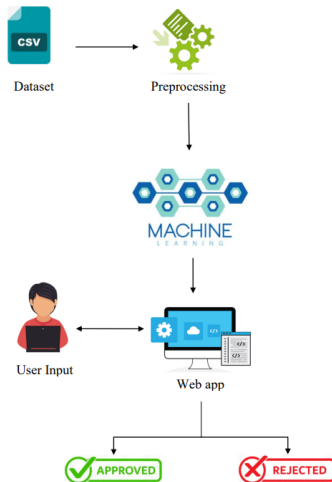 CSV
Dataset
Preprocessing
MACHINE
LEARNING
</>
</>
</>
User Input
Web app
APPROVED
REJECTED